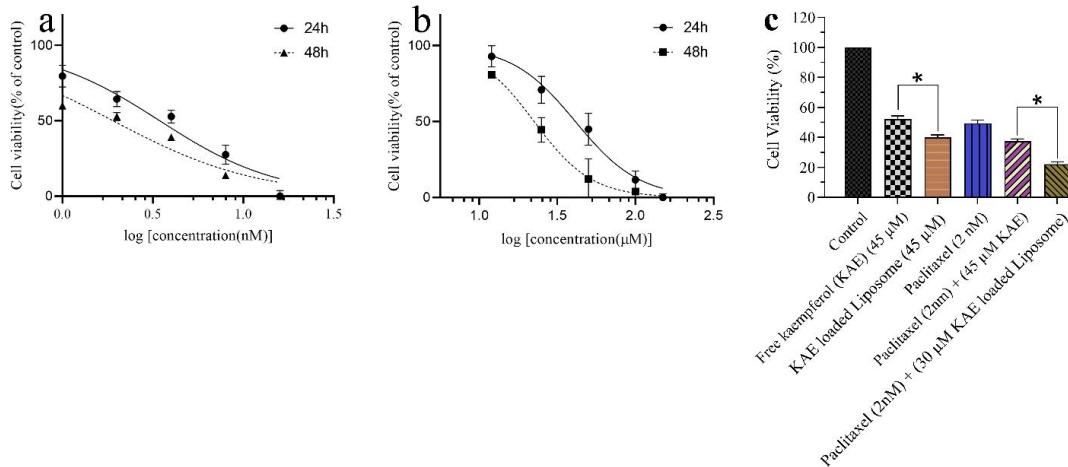 a
24h
48h
Cell viability(% of control)
100
50
0
0.0
0.5
1.0
1.5
log [concentration(nM)]
b
24h
48h
Cell viability(% of control)
100
50
0
1.0
1.5
2.0
2.5
log [concentration(μM)]
c
Cell Viability (%)
120
100
80
60
40
20
0
*
*
Control
Free kaempferol (KAE) (45 μM)
KAE loaded Liposome (45 μM)
Paclitaxel (2 nM)
Paclitaxel (2nm) + (45 μM KAE)
Paclitaxel (2nM) + (30 μM KAE loaded Liposome)